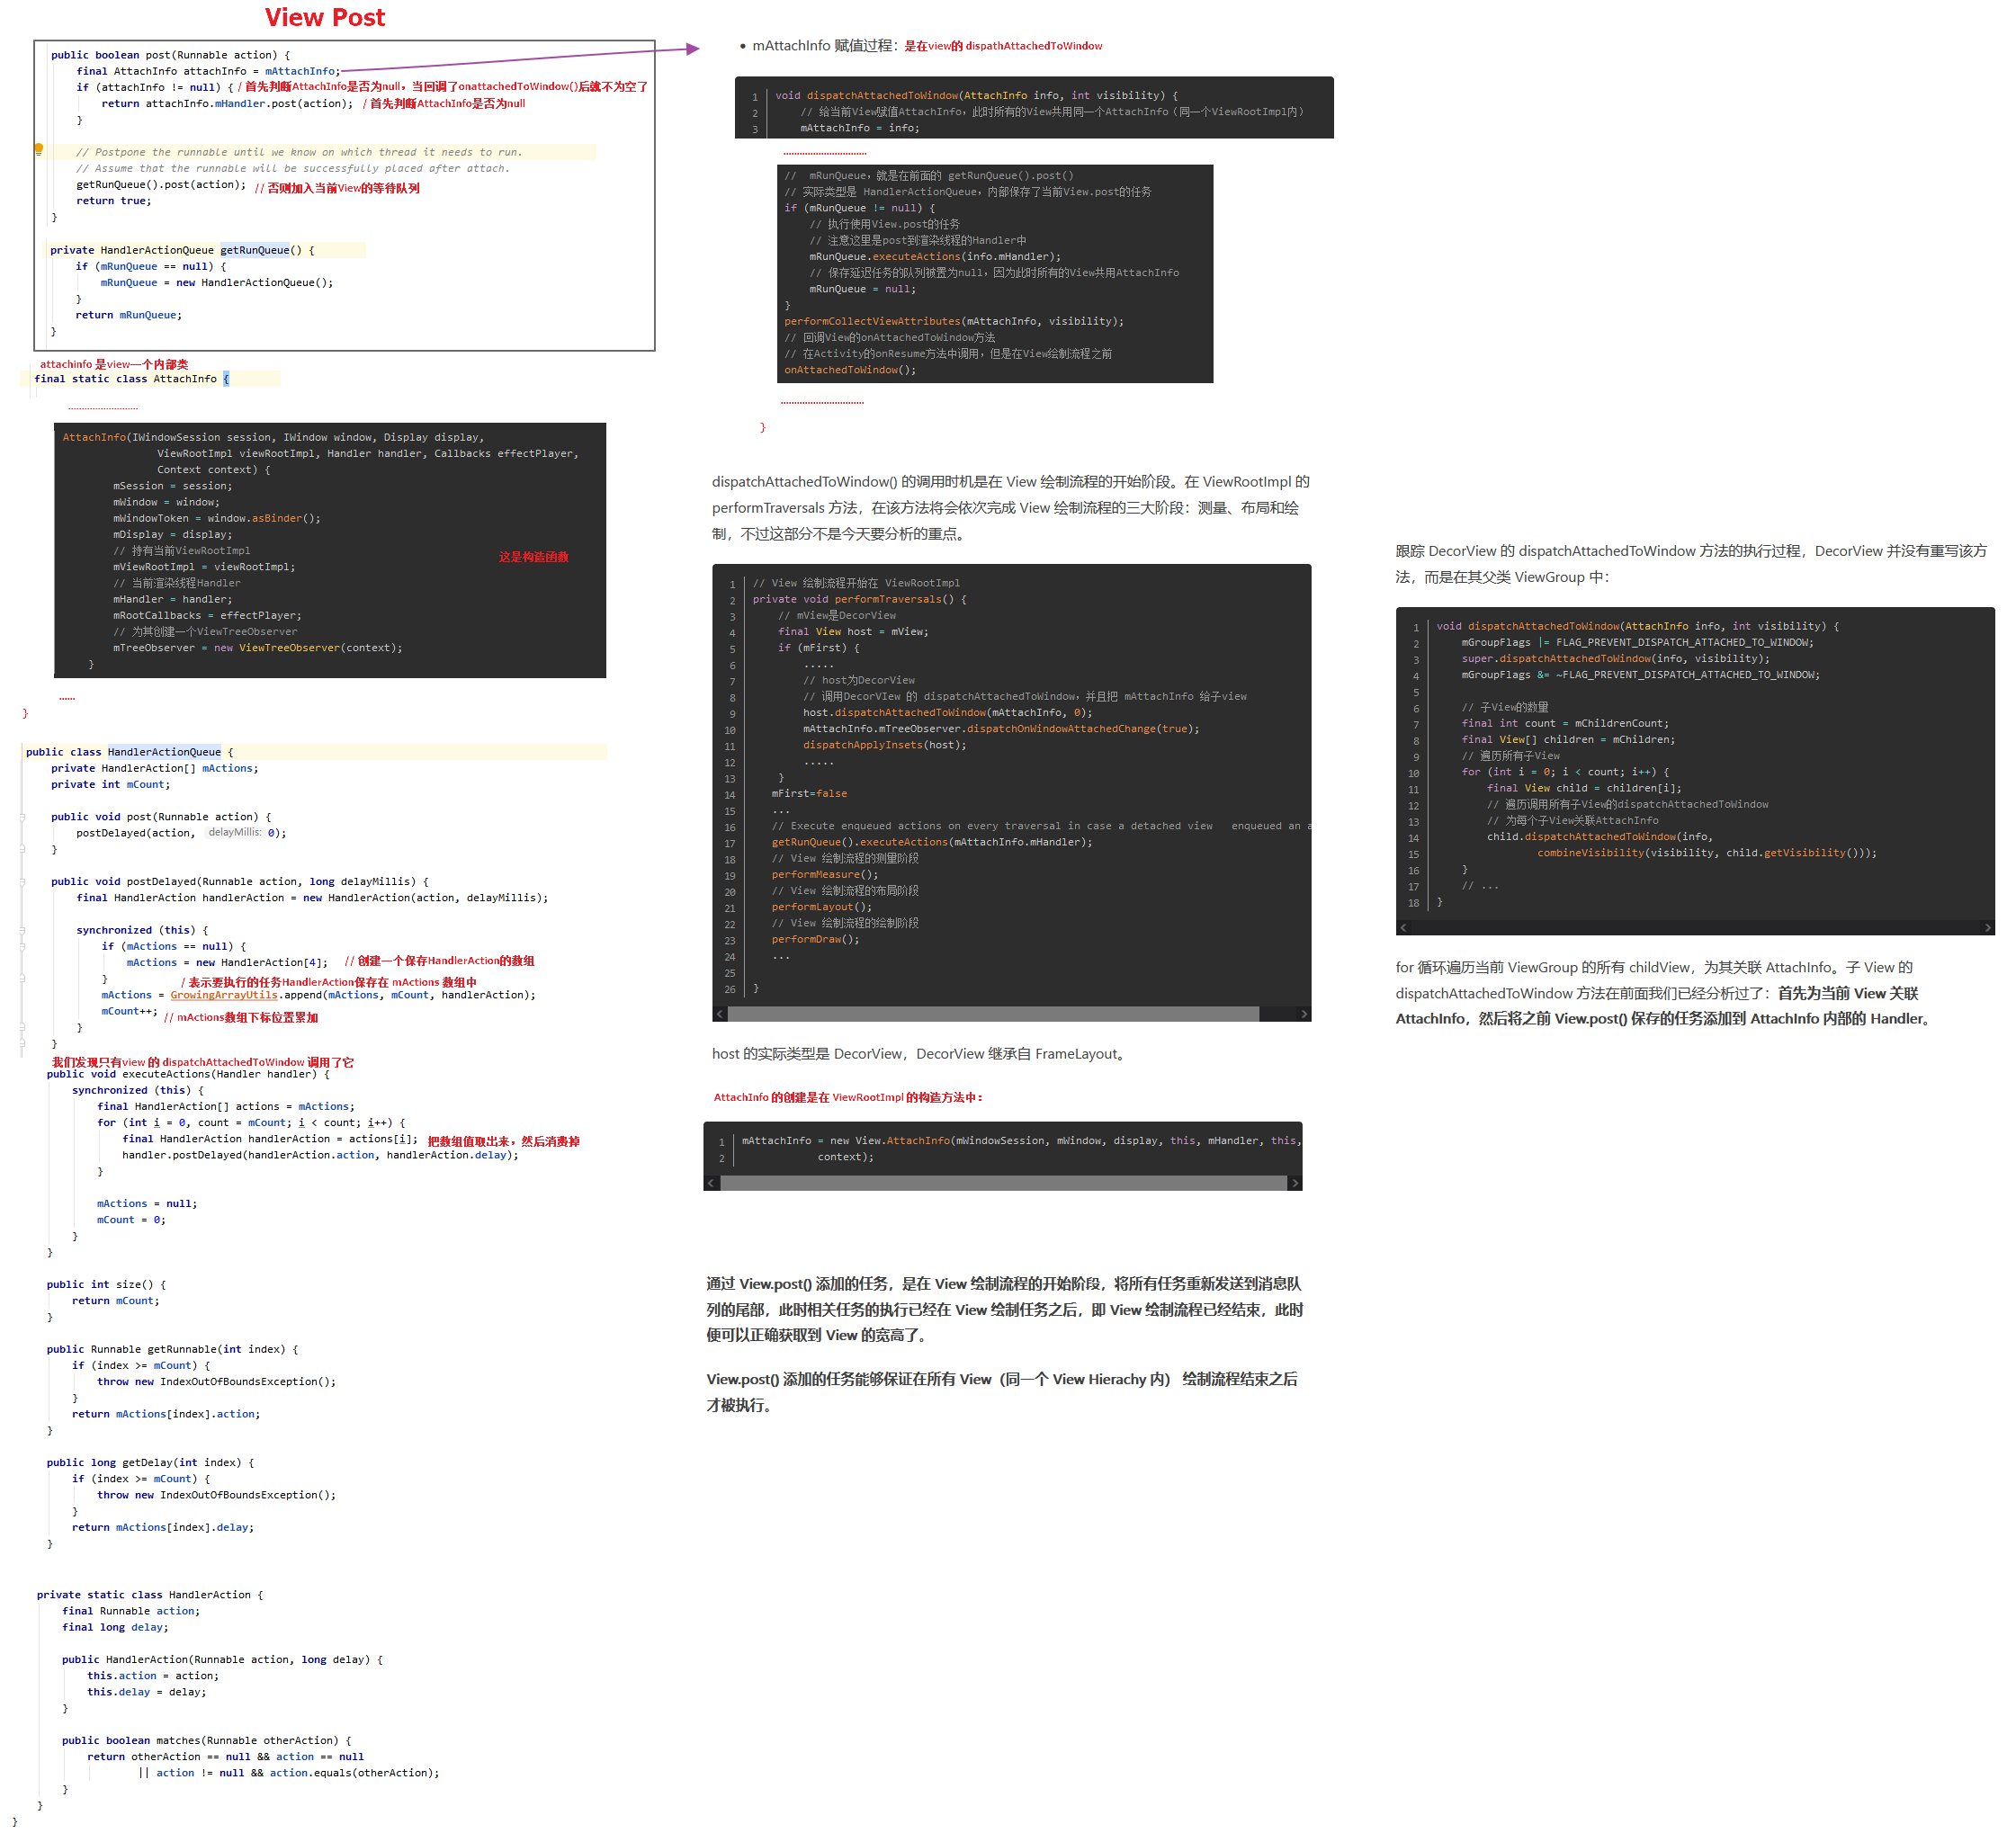 View Post
public boolean post(Runnable action) {
final AttachInfo attachInfo = mAttachInfo;
if (attachInfo != null) { / 首先判断AttachInfo是否为null，当回调了onattachedToWindow()后就不为空了
return attachInfo.mHandler.post(action); / 首先判断AttachInfo是否为null
}
// Postpone the runnable until we know on which thread it needs to run.
// Assume that the runnable will be successfully placed after attach.
getRunQueue().post(action); // 否则加入当前View的等待队列
return true;
}
private HandlerActionQueue getRunQueue() {
if (mRunQueue == null) {
mRunQueue = new HandlerActionQueue();
}
return mRunQueue;
}
attachinfo 是view一个内部类
final static class AttachInfo {
..........................
AttachInfo(IWindowSession session, IWindow window, Display display,
ViewRootImpl viewRootImpl, Handler handler, Callbacks effectPlayer,
Context context) {
mSession = session;
mWindow = window;
mWindowToken = window.asBinder();
mDisplay = display;
// 持有当前ViewRootImpl
mViewRootImpl = viewRootImpl;
这是构造函数
// 当前渲染线程Handler
mHandler = handler;
mRootCallbacks = effectPlayer;
// 为其创建一个ViewTreeObserver
mTreeObserver = new ViewTreeObserver(context);
}
......
}
public class HandlerActionQueue {
private HandlerAction[] mActions;
private int mCount;
public void post(Runnable action) {
postDelayed(action, delayMillis: 0);
}
public void postDelayed(Runnable action, long delayMillis) {
final HandlerAction handlerAction = new HandlerAction(action, delayMillis);
synchronized (this) {
if (mActions == null) {
mActions = new HandlerAction[4]; // 创建一个保存HandlerAction的数组
}
/ 表示要执行的任务HandlerAction保存在 mActions 数组中
mActions = GrowingArrayUtils.append(mActions, mCount, handlerAction);
mCount++; // mActions数组下标位置累加
}
}
我们发现只有view 的 dispatchAttachedToWindow 调用了它
public void executeActions(Handler handler) {
synchronized (this) {
final HandlerAction[] actions = mActions;
for (int i = 0, count = mCount; i < count; i++) {
final HandlerAction handlerAction = actions[i]; 把数组值取出来，然后消费掉
handler.postDelayed(handlerAction.action, handlerAction.delay);
}
mActions = null;
mCount = 0;
}
}
public int size() {
return mCount;
}
public Runnable getRunnable(int index) {
if (index >= mCount) {
throw new IndexOutOfBoundsException();
}
return mActions[index].action;
}
public long getDelay(int index) {
if (index >= mCount) {
throw new IndexOutOfBoundsException();
}
return mActions[index].delay;
}
private static class HandlerAction {
final Runnable action;
final long delay;
public HandlerAction(Runnable action, long delay) {
this.action = action;
this.delay = delay;
}
public boolean matches(Runnable otherAction) {
return otherAction == null && action == null
|| action != null && action.equals(otherAction);
}
}
}
• mAttachInfo 赋值过程：是在view的 dispathAttachedToWindow
1 void dispatchAttachedToWindow(AttachInfo info, int visibility) {
2 // 给当前View赋值AttachInfo，此时所有的View共用同一个AttachInfo（同一个ViewRootImpl内）
3 mAttachInfo = info;
...............................
// mRunQueue，就是在前面的 getRunQueue().post()
// 实际类型是 HandlerActionQueue，内部保存了当前View.post的任务
if (mRunQueue != null) {
// 执行使用View.post的任务
// 注意这里是post到渲染线程的Handler中
mRunQueue.executeActions(info.mHandler);
// 保存延迟任务的队列被置为null，因为此时所有的View共用AttachInfo
mRunQueue = null;
}
performCollectViewAttributes(mAttachInfo, visibility);
// 回调View的onAttachedToWindow方法
// 在Activity的onResume方法中调用，但是在View绘制流程之前
onAttachedToWindow();
...............................
}
dispatchAttachedToWindow() 的调用时机是在 View 绘制流程的开始阶段。在 ViewRootImpl 的
performTraversals 方法，在该方法将会依次完成 View 绘制流程的三大阶段：测量、布局和绘
制，不过这部分不是今天要分析的重点。
1 // View 绘制流程开始在 ViewRootImpl
2 private void performTraversals() {
3 // mView是DecorView
4 final View host = mView;
5 if (mFirst) {
6 .....
7 // host为DecorView
8 // 调用DecorVIew 的 dispatchAttachedToWindow，并且把 mAttachInfo 给子view
9 host.dispatchAttachedToWindow(mAttachInfo, 0);
10 mAttachInfo.mTreeObserver.dispatchOnWindowAttachedChange(true);
11 dispatchApplyInsets(host);
12 .....
13 }
14 mFirst=false
15 ...
16 // Execute enqueued actions on every traversal in case a detached view enqueued an a
17 getRunQueue().executeActions(mAttachInfo.mHandler);
18 // View 绘制流程的测量阶段
19 performMeasure();
20 // View 绘制流程的布局阶段
21 performLayout();
22 // View 绘制流程的绘制阶段
23 performDraw();
24 ...
25
26 }
host 的实际类型是 DecorView，DecorView 继承自 FrameLayout。
AttachInfo 的创建是在 ViewRootImpl 的构造方法中：
1 mAttachInfo = new View.AttachInfo(mWindowSession, mWindow, display, this, mHandler, this,
2 context);
通过 View.post() 添加的任务，是在 View 绘制流程的开始阶段，将所有任务重新发送到消息队
列的尾部，此时相关任务的执行已经在 View 绘制任务之后，即 View 绘制流程已经结束，此时
便可以正确获取到 View 的宽高了。
View.post() 添加的任务能够保证在所有 View（同一个 View Hierachy 内） 绘制流程结束之后
才被执行。
跟踪 DecorView 的 dispatchAttachedToWindow 方法的执行过程，DecorView 并没有重写该方
法，而是在其父类 ViewGroup 中：
1 void dispatchAttachedToWindow(AttachInfo info, int visibility) {
2 mGroupFlags |= FLAG_PREVENT_DISPATCH_ATTACHED_TO_WINDOW;
3 super.dispatchAttachedToWindow(info, visibility);
4 mGroupFlags &= ~FLAG_PREVENT_DISPATCH_ATTACHED_TO_WINDOW;
5
6 // 子View的数量
7 final int count = mChildrenCount;
8 final View[] children = mChildren;
9 // 遍历所有子View
10 for (int i = 0; i < count; i++) {
11 final View child = children[i];
12 // 遍历调用所有子View的dispatchAttachedToWindow
13 // 为每个子View关联AttachInfo
14 child.dispatchAttachedToWindow(info,
15 combineVisibility(visibility, child.getVisibility()));
16 }
17 // ...
18 }
for 循环遍历当前 ViewGroup 的所有 childView，为其关联 AttachInfo。子 View 的
dispatchAttachedToWindow 方法在前面我们已经分析过了：首先为当前 View 关联
AttachInfo，然后将之前 View.post() 保存的任务添加到 AttachInfo 内部的 Handler。